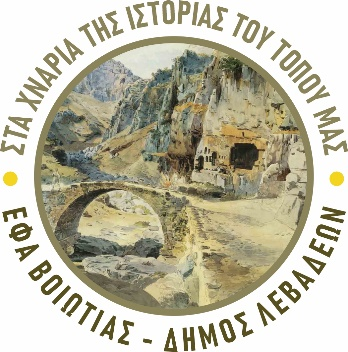 ΣΤΑ ΧΝΑΡΙΑ ΤΗΣ ΙΣΤΟΡΙΑΣ ΤΟΥ ΤΟΠΟΥ ΜΑΣ
ΕΦΑ ΒΟΙΩΤΙΑΣ - ΔΗΜΟΣ ΛΕΒΑΔΕΩΝ